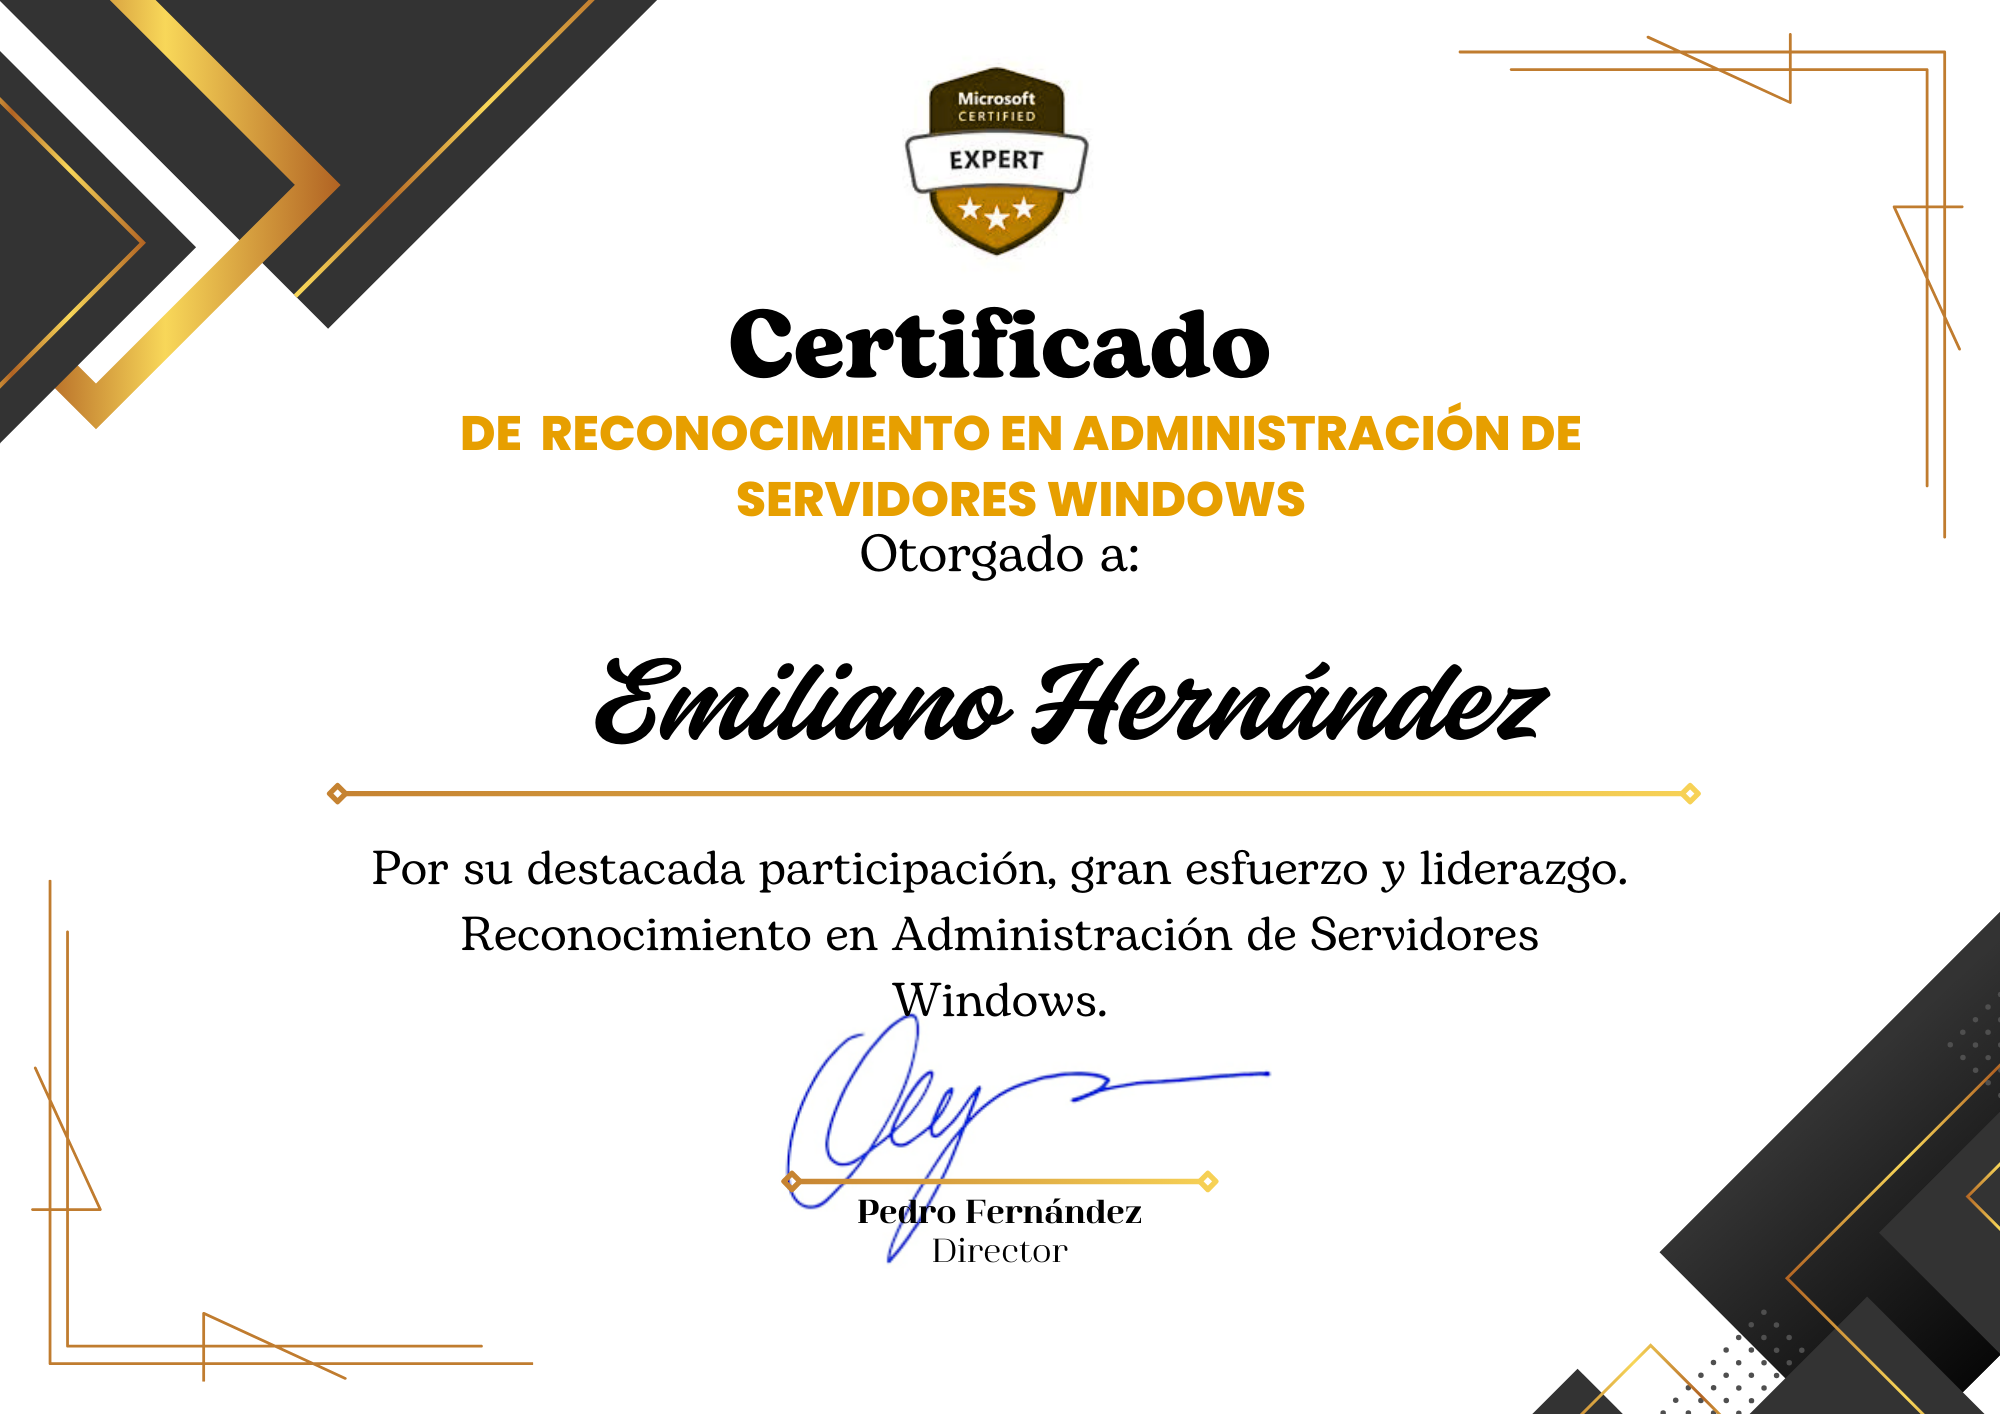 Microsoft
CERTIFIED
EXPERT
Certificado
DE RECONOCIMIENTO EN ADMINISTRACIÓN DE
SERVIDORES WINDOWS
Otorgado a:
Emiliano Hernández
Por su destacada participación, gran esfuerzo y liderazgo.
Reconocimiento en Administración de Servidores
Windows.
Pedro Fernández
Director